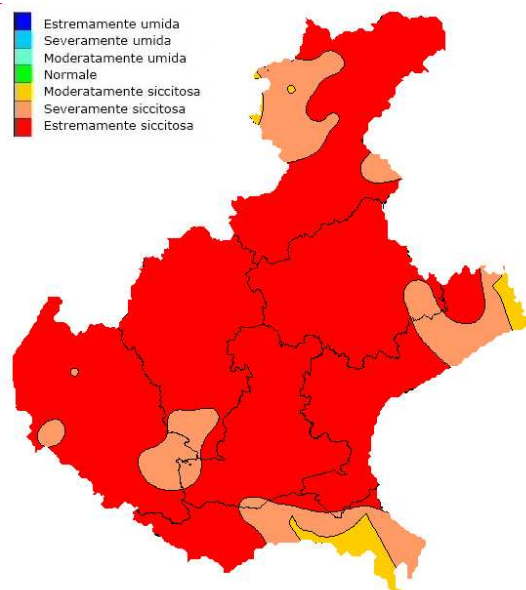 Estremamente umida
Severamente umida
Moderatamente umida
Normale
Moderatamente siccitosa
Severamente siccitosa
Estremamente siccitosa